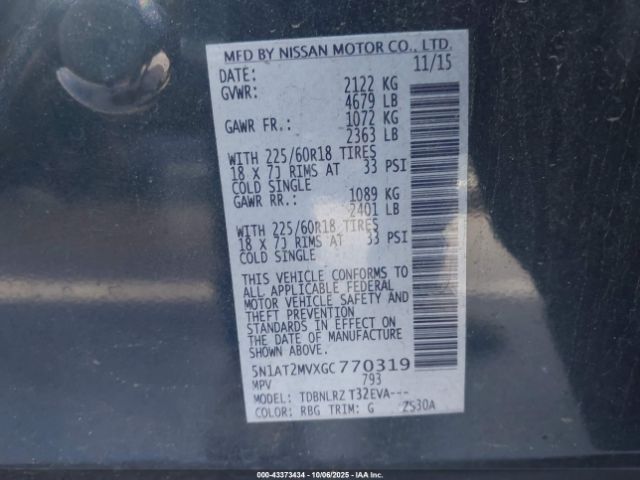 MFD BY NISSAN MOTOR CO., LTD.
DATE: 11/15
GVWR: 2122 KG
4679 LB
GAWR FR.: 1072 KG
2363 LB
WITH 225/60R18 TIRES
18 X 7J RIMS AT 33 PSI
COLD SINGLE
GAWR RR.: 1089 KG
2401 LB
WITH 225/60R18 TIRES
18 X 7J RIMS AT 33 PSI
COLD SINGLE
THIS VEHICLE CONFORMS TO
ALL APPLICABLE FEDERAL
MOTOR VEHICLE SAFETY AND
THEFT PREVENTION
STANDARDS IN EFFECT ON
THE DATE OF MANUFACTURE
SHOWN ABOVE.
5N1AT2MVXGC770319
MPV 793
MODEL: TDBNLRZ T32EVA---
COLOR: RBG TRIM: G ZS30A
000-43373434 | 10/06/2025 | IAA Inc.